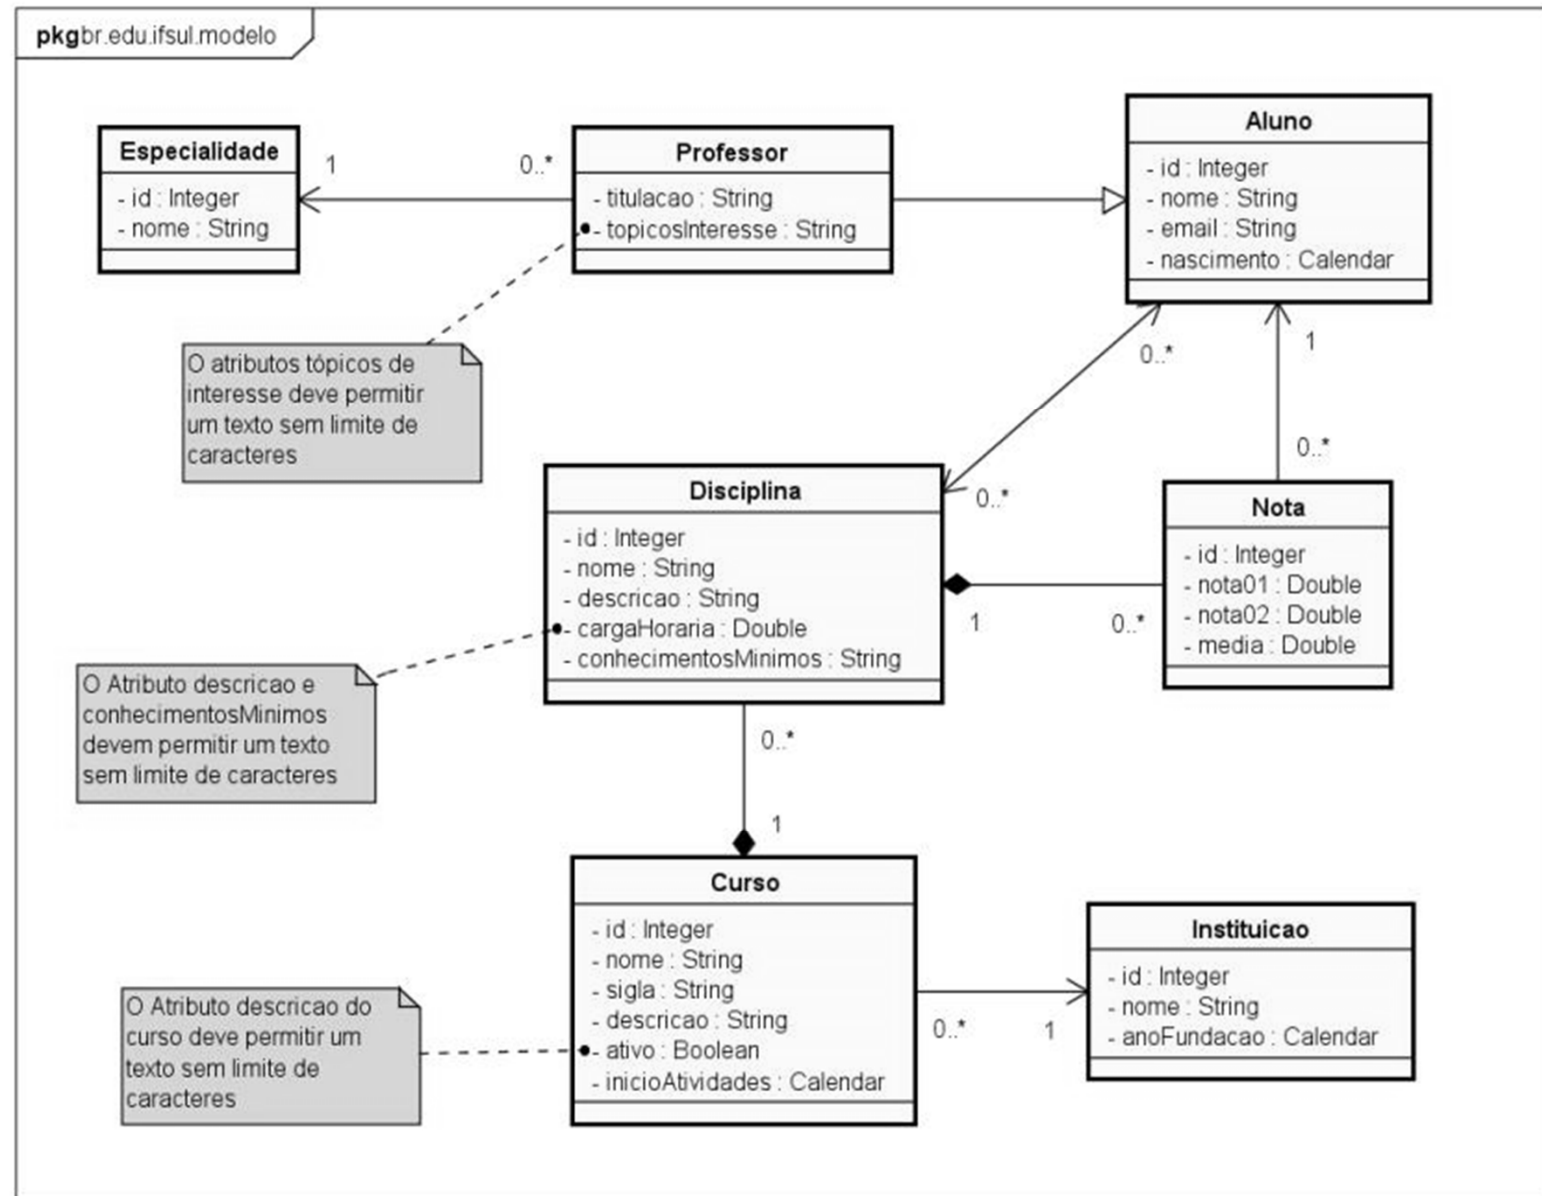 pkgbr.edu.ifsul.modelo
Especialidade
- id : Integer
- nome : String
1
0..*
Professor
- titulacao : String
- topicosInteresse : String
Aluno
- id : Integer
- nome : String
- email : String
- nascimento : Calendar
O atributos tópicos de
interesse deve permitir
um texto sem limite de
caracteres
0..*
1
0..*
0..*
Disciplina
- id : Integer
- nome : String
- descricao : String
- cargaHoraria : Double
- conhecimentosMinimos : String
1
0..*
Nota
- id : Integer
- nota01 : Double
- nota02 : Double
- media : Double
O Atributo descricao e
conhecimentosMinimos
devem permitir um texto
sem limite de caracteres
0..*
1
Curso
- id : Integer
- nome : String
- sigla : String
- descricao : String
- ativo : Boolean
- inicioAtividades : Calendar
0..*
1
Instituicao
- id : Integer
- nome : String
- anoFundacao : Calendar
O Atributo descricao do
curso deve permitir um
texto sem limite de
caracteres